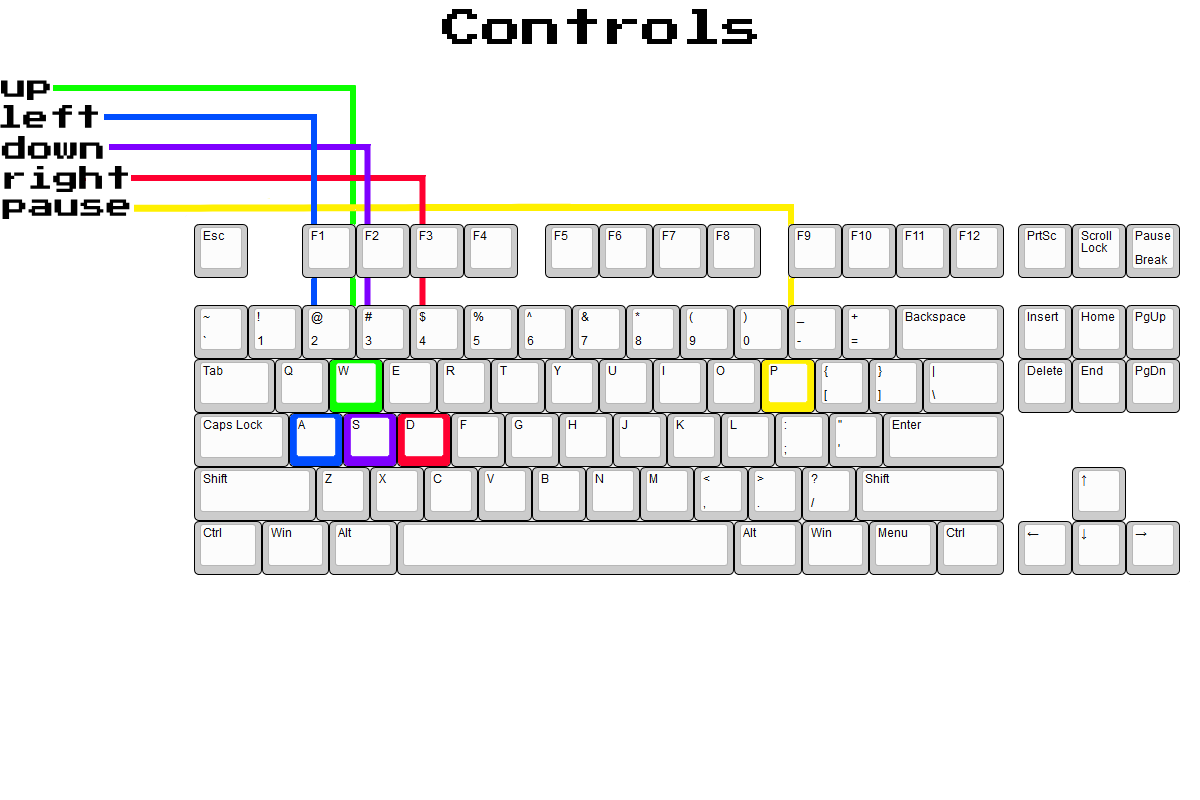 Controls
up
left
down
right
pause
Esc F1 F2 F3 F4 F5 F6 F7 F8 F9 F10 F11 F12 PrtSc Scroll Lock Pause Break
~ ` ! 1 @ 2 # 3 $ 4 % 5 ^ 6 & 7 * 8 ( 9 ) 0 _ - + = Backspace Insert Home PgUp
Tab Q W E R T Y U I O P { [ } ] | \ Delete End PgDn
Caps Lock A S D F G H J K L : ; " ' Enter
Shift Z X C V B N M < , > . ? / Shift ↑
Ctrl Win Alt Alt Win Menu Ctrl ← ↓ →